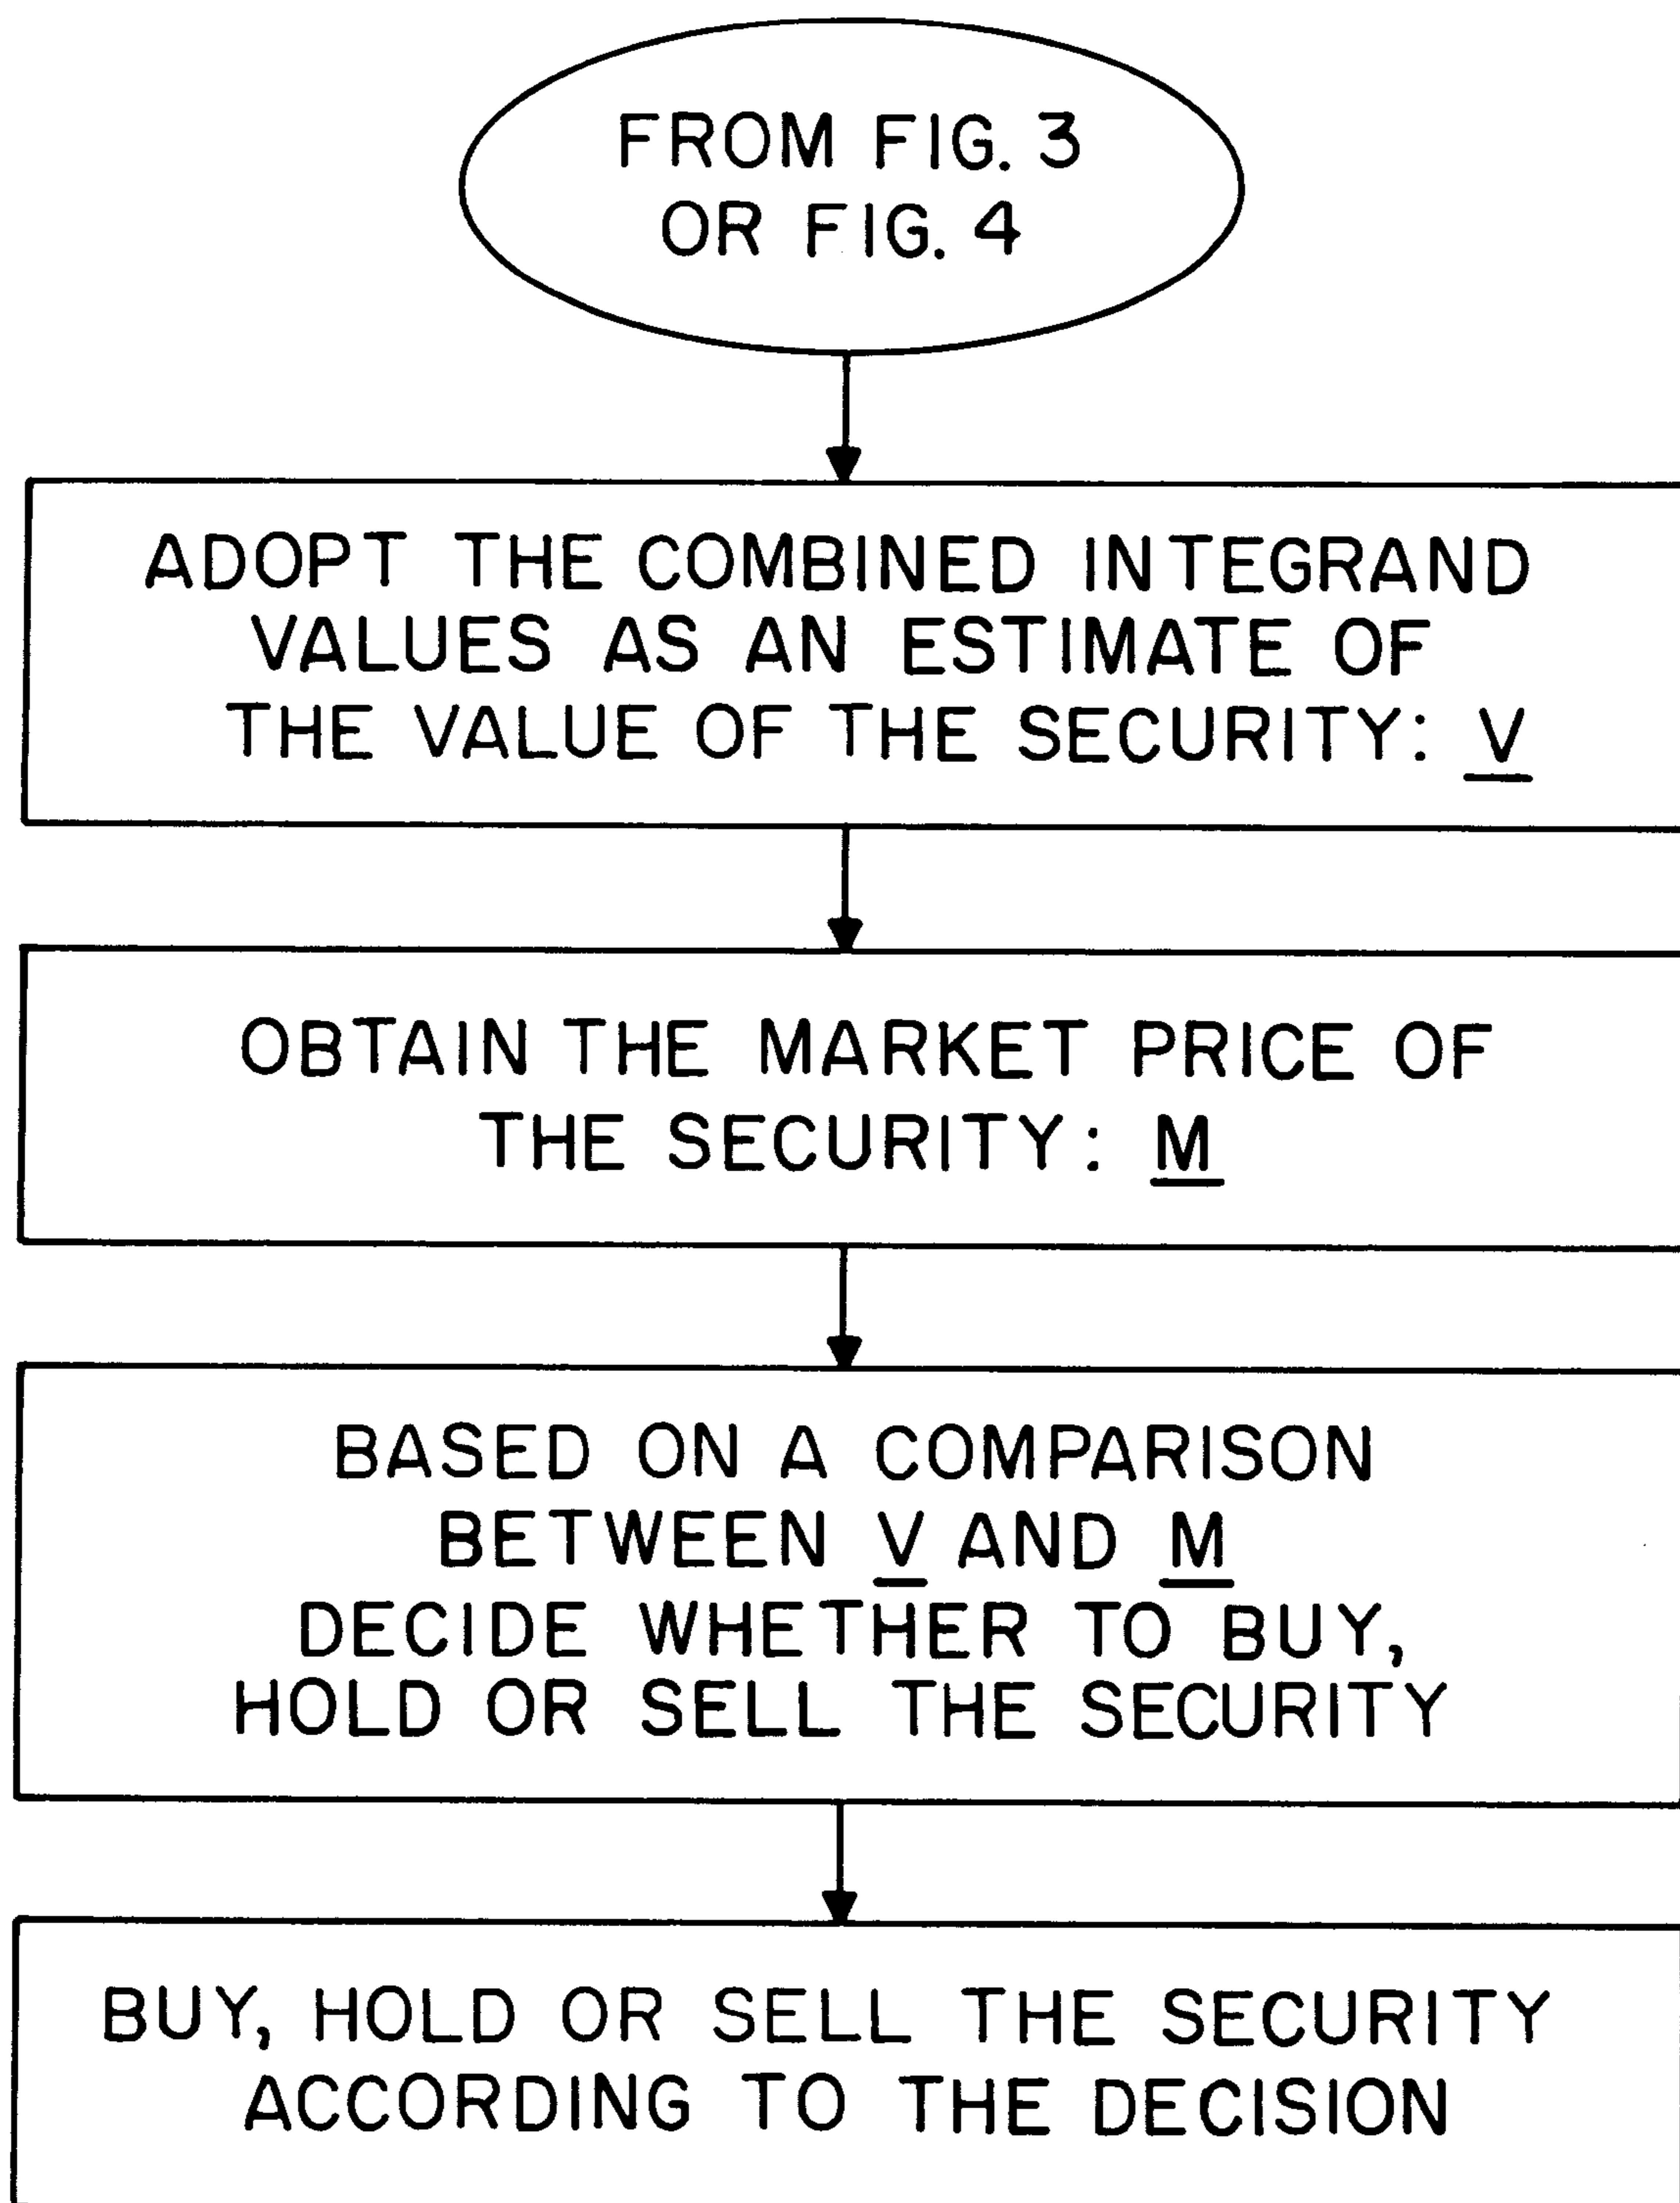 FROM FIG. 3
OR FIG. 4
ADOPT THE COMBINED INTEGRAND
VALUES AS AN ESTIMATE OF
THE VALUE OF THE SECURITY: V
OBTAIN THE MARKET PRICE OF
THE SECURITY: M
BASED ON A COMPARISON
BETWEEN V AND M
DECIDE WHETHER TO BUY,
HOLD OR SELL THE SECURITY
BUY, HOLD OR SELL THE SECURITY
ACCORDING TO THE DECISION